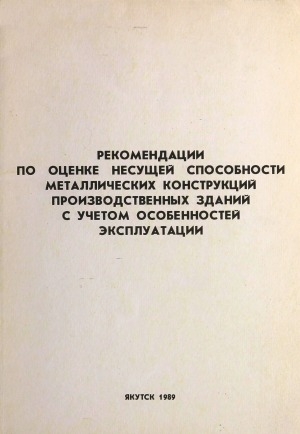 РЕКОМЕНДАЦИИ
ПО ОЦЕНКЕ НЕСУЩЕЙ СПОСОБНОСТИ
МЕТАЛЛИЧЕСКИХ КОНСТРУКЦИЙ
ПРОИЗВОДСТВЕННЫХ ЗДАНИЙ
С УЧЕТОМ ОСОБЕННОСТЕЙ
ЭКСПЛУАТАЦИИ
ЯКУТСК 1989